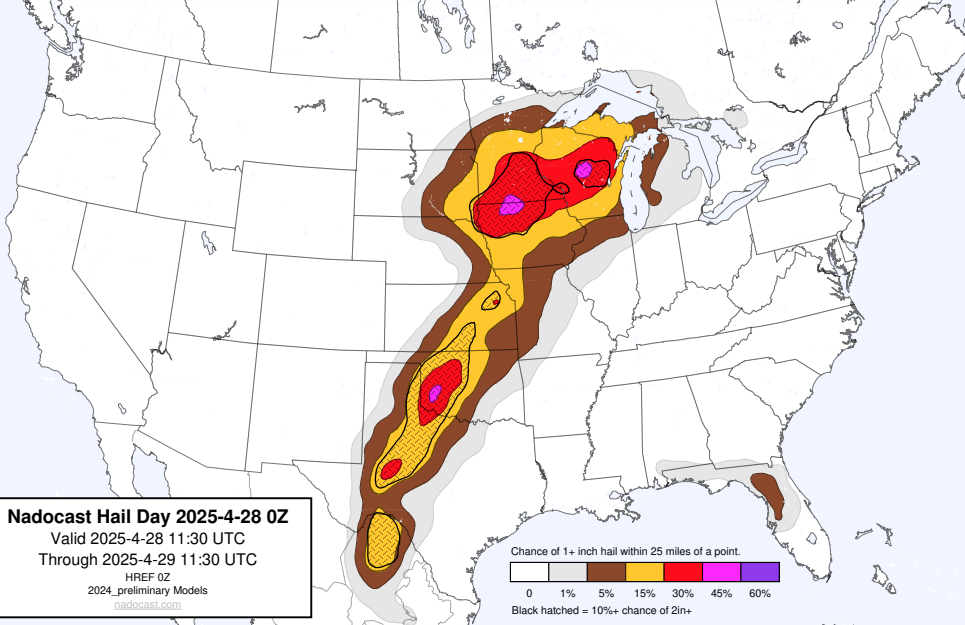 Nadocast Hail Day 2025-4-28 0Z
Valid 2025-4-28 11:30 UTC
Through 2025-4-29 11:30 UTC
HREF 0Z
2024_preliminary Models
nadocast.com
Chance of 1+ inch hail within 25 miles of a point.
0 1% 5% 15% 30% 45% 60%
Black hatched = 10%+ chance of 2in+